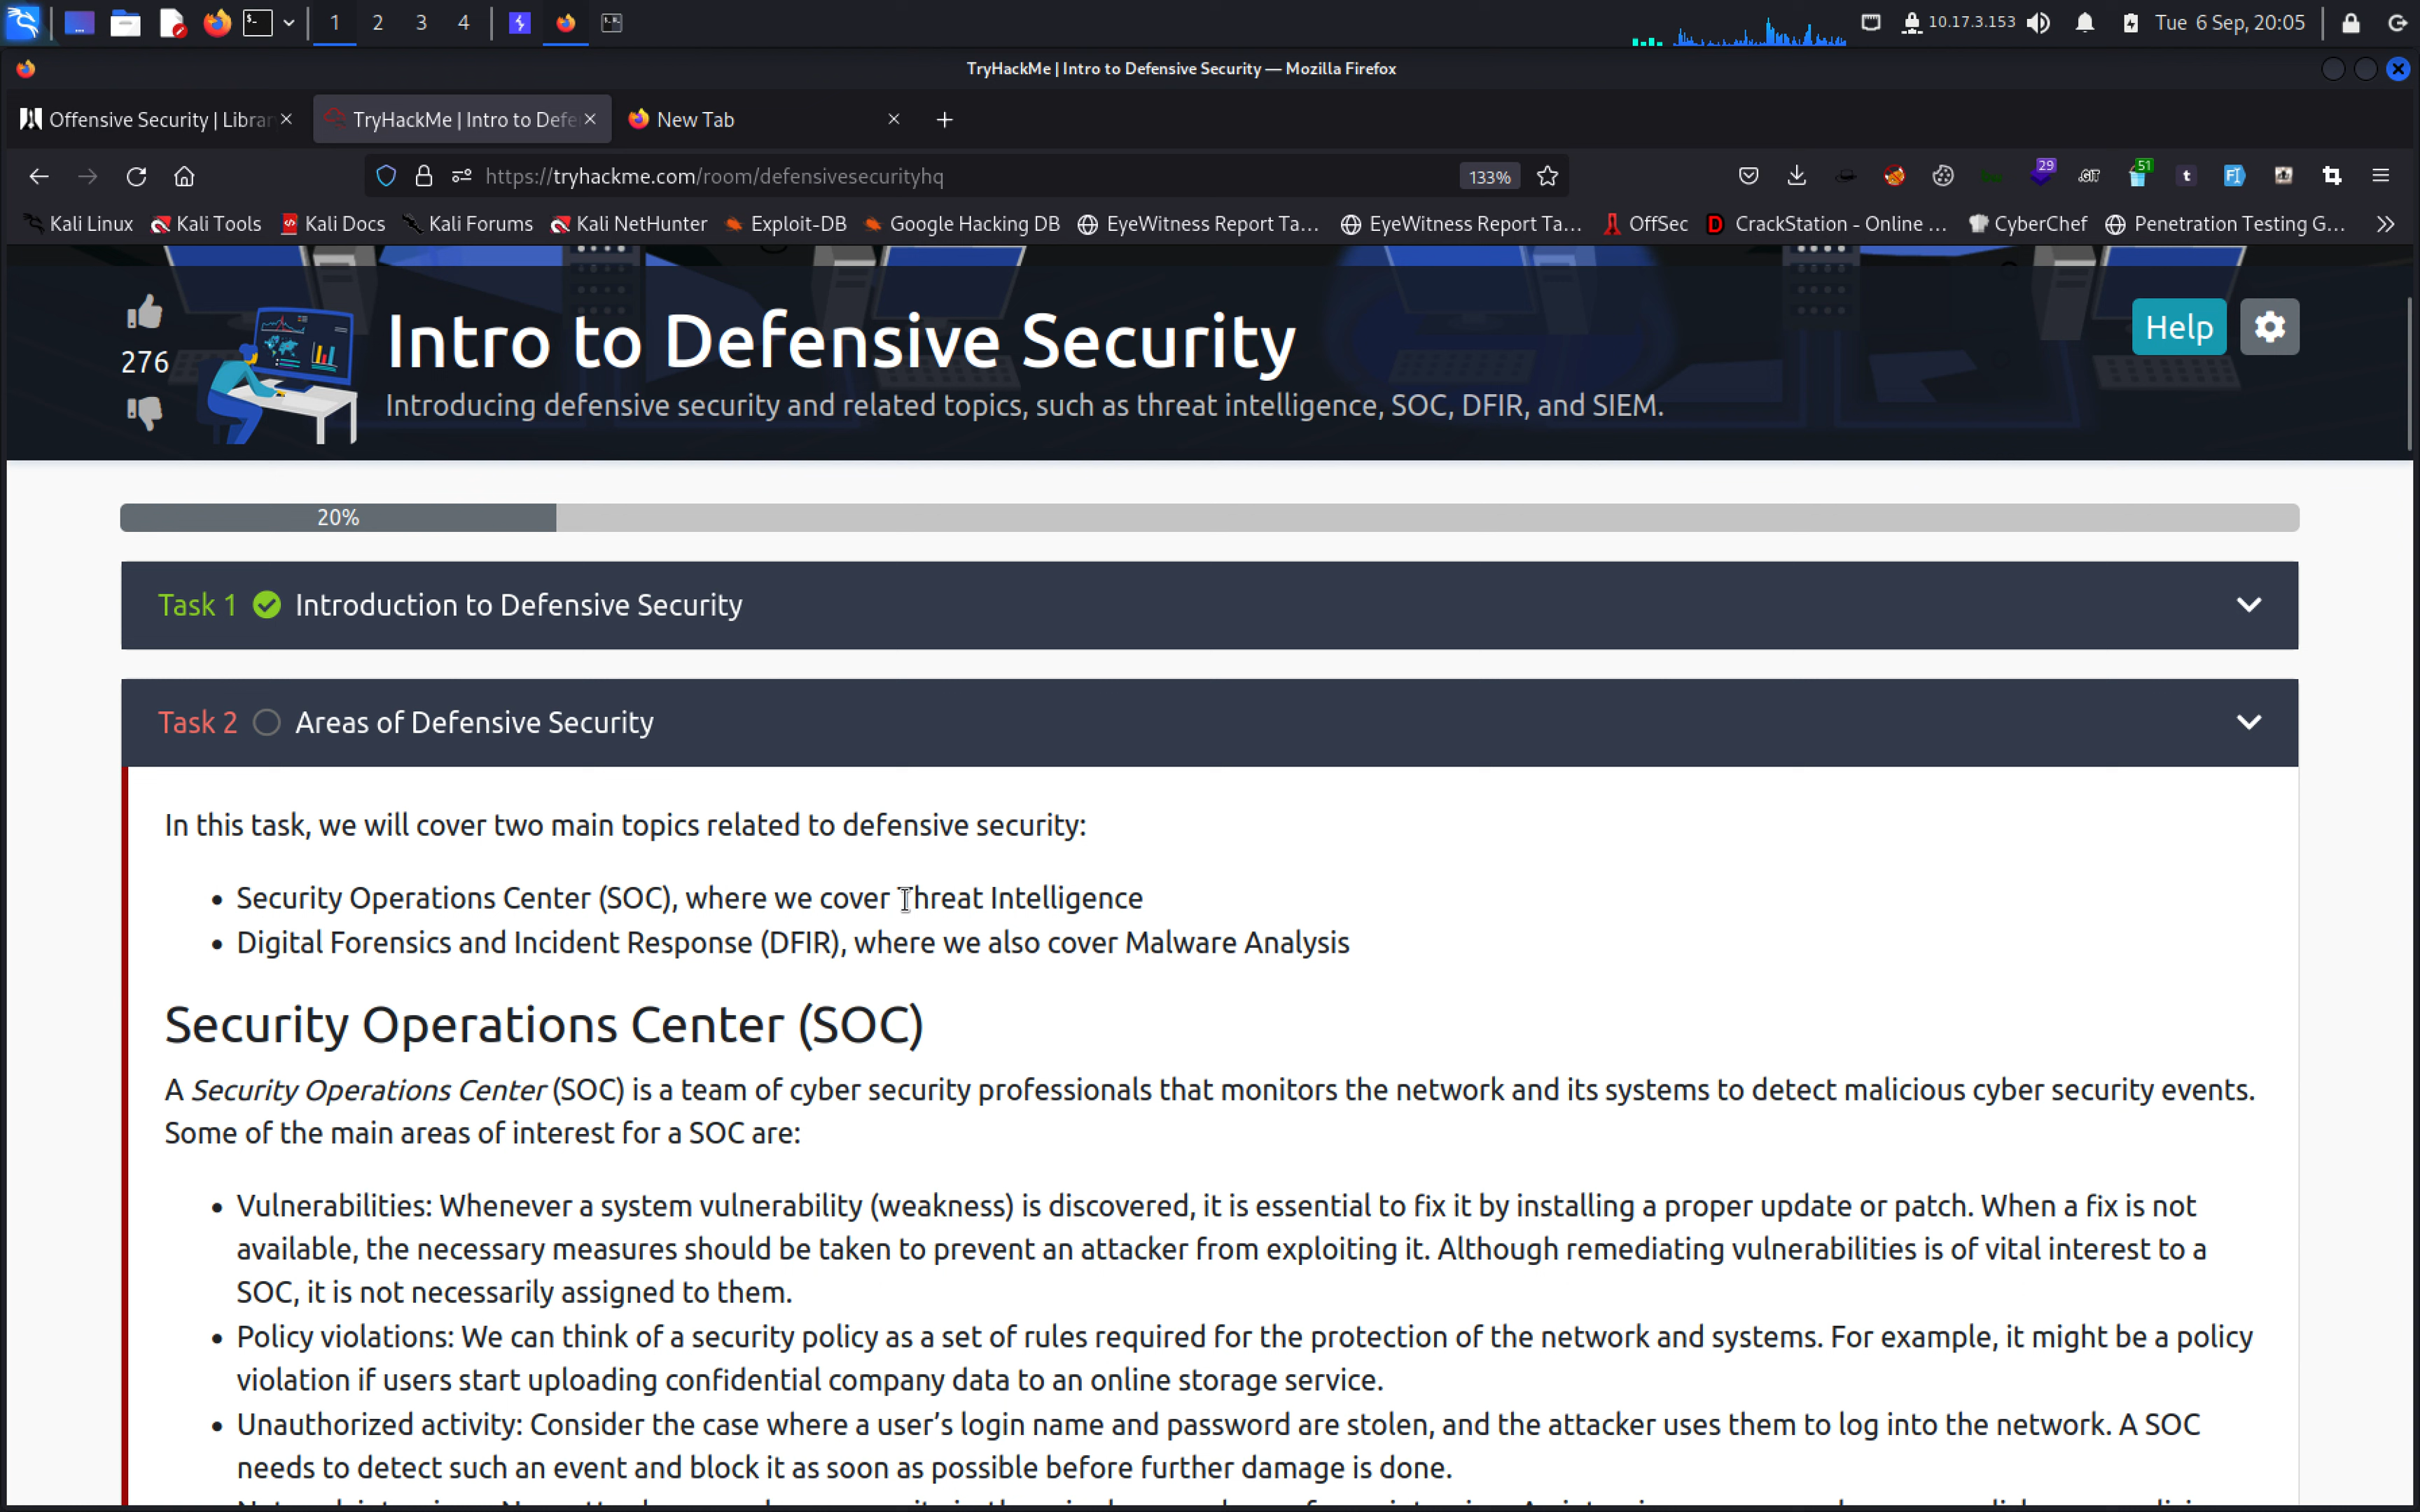 1 2 3 4 10.17.3.153 Tue 6 Sep, 20:05
TryHackMe | Intro to Defensive Security — Mozilla Firefox
Offensive Security | Librar TryHackMe | Intro to Defe New Tab
https://tryhackme.com/room/defensivesecurityhq 133% 29 .GIT 51 t FI
Kali Linux Kali Tools Kali Docs Kali Forums Kali NetHunter Exploit-DB Google Hacking DB EyeWitness Report Ta... EyeWitness Report Ta... OffSec CrackStation - Online ... CyberChef Penetration Testing G...
Intro to Defensive Security
Help
276
Introducing defensive security and related topics, such as threat intelligence, SOC, DFIR, and SIEM.
20%
Task 1 Introduction to Defensive Security
Task 2 Areas of Defensive Security
In this task, we will cover two main topics related to defensive security:
• Security Operations Center (SOC), where we cover Threat Intelligence
• Digital Forensics and Incident Response (DFIR), where we also cover Malware Analysis
Security Operations Center (SOC)
A Security Operations Center (SOC) is a team of cyber security professionals that monitors the network and its systems to detect malicious cyber security events.
Some of the main areas of interest for a SOC are:
• Vulnerabilities: Whenever a system vulnerability (weakness) is discovered, it is essential to fix it by installing a proper update or patch. When a fix is not
available, the necessary measures should be taken to prevent an attacker from exploiting it. Although remediating vulnerabilities is of vital interest to a
SOC, it is not necessarily assigned to them.
• Policy violations: We can think of a security policy as a set of rules required for the protection of the network and systems. For example, it might be a policy
violation if users start uploading confidential company data to an online storage service.
• Unauthorized activity: Consider the case where a user’s login name and password are stolen, and the attacker uses them to log into the network. A SOC
needs to detect such an event and block it as soon as possible before further damage is done.